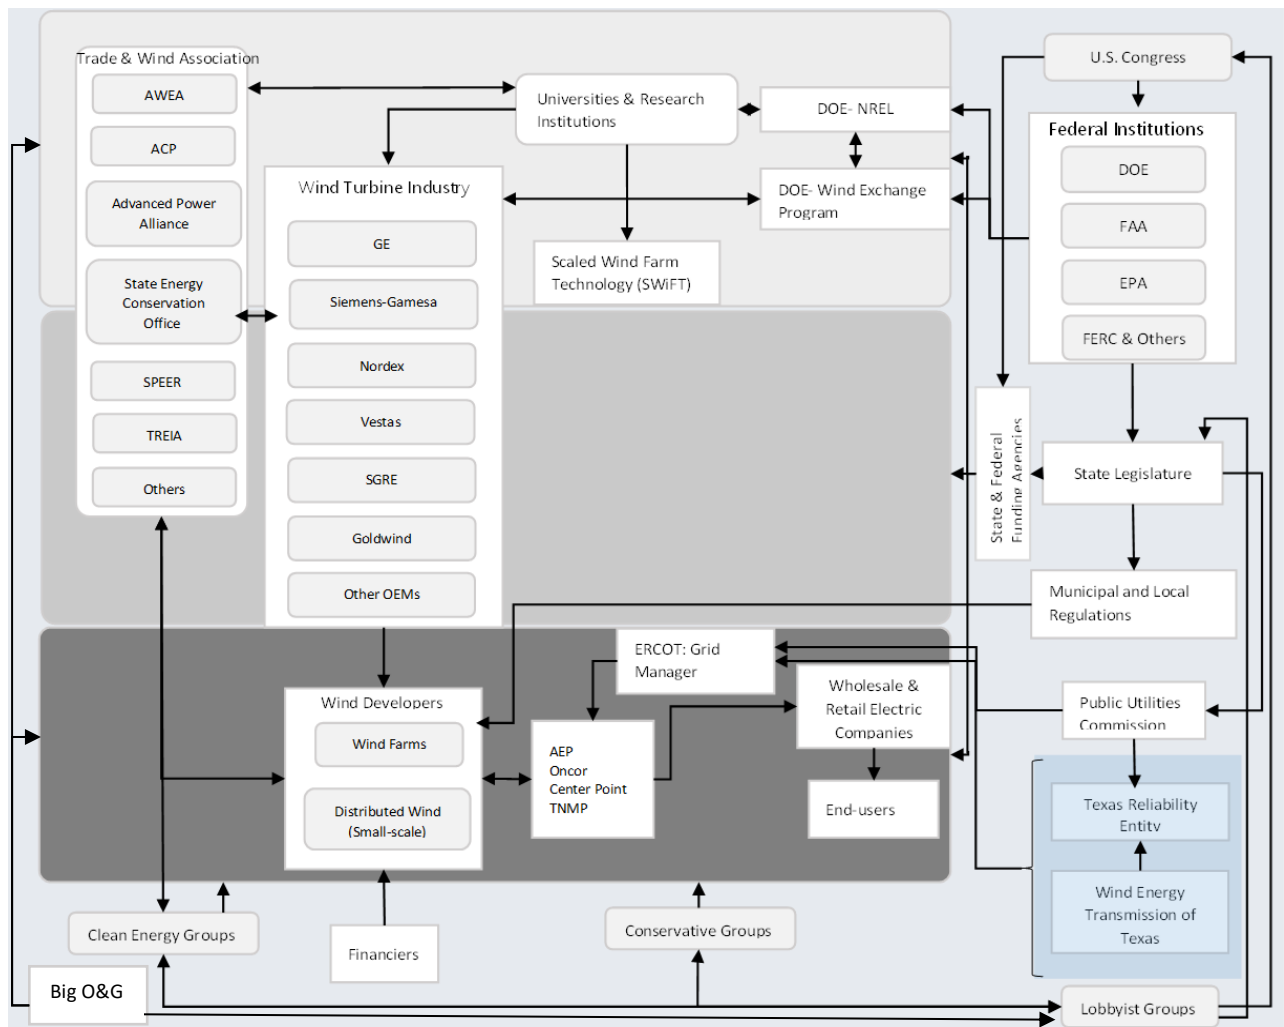 Trade & Wind Association
AWEA
ACP
Advanced Power
Alliance
State Energy
Conservation
Office
SPEER
TREIA
Others
Wind Turbine Industry
GE
Siemens-Gamesa
Nordex
Vestas
SGRE
Goldwind
Other OEMs
Universities & Research
Institutions
DOE- NREL
DOE- Wind Exchange
Program
Scaled Wind Farm
Technology (SWiFT)
U.S. Congress
Federal Institutions
DOE
FAA
EPA
FERC & Others
State & Federal
Funding Agencies
State Legislature
Municipal and Local
Regulations
ERCOT: Grid
Manager
Wholesale &
Retail Electric
Companies
Wind Developers
Wind Farms
Distributed Wind
(Small-scale)
AEP
Oncor
Center Point
TNMP
End-users
Public Utilities
Commission
Texas Reliability
Entity
Wind Energy
Transmission of
Texas
Clean Energy Groups
Financiers
Conservative Groups
Big O&G
Lobbyist Groups